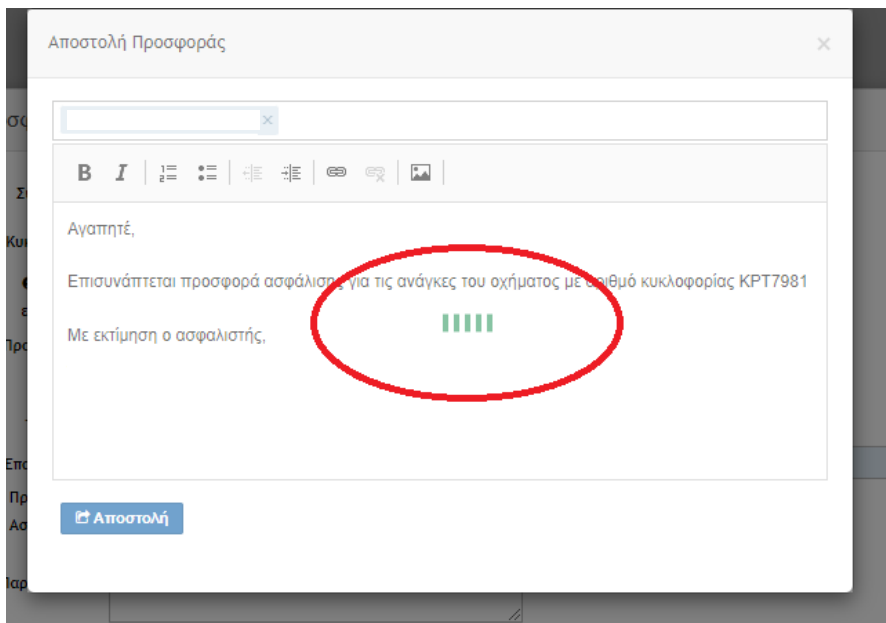 Αποστολή Προσφοράς
×
×
B I
Αγαπητέ,
Επισυνάπτεται προσφορά ασφάλισης για τις ανάγκες του οχήματος με αριθμό κυκλοφορίας ΚΡΤ7981
Με εκτίμηση ο ασφαλιστής,
Αποστολή